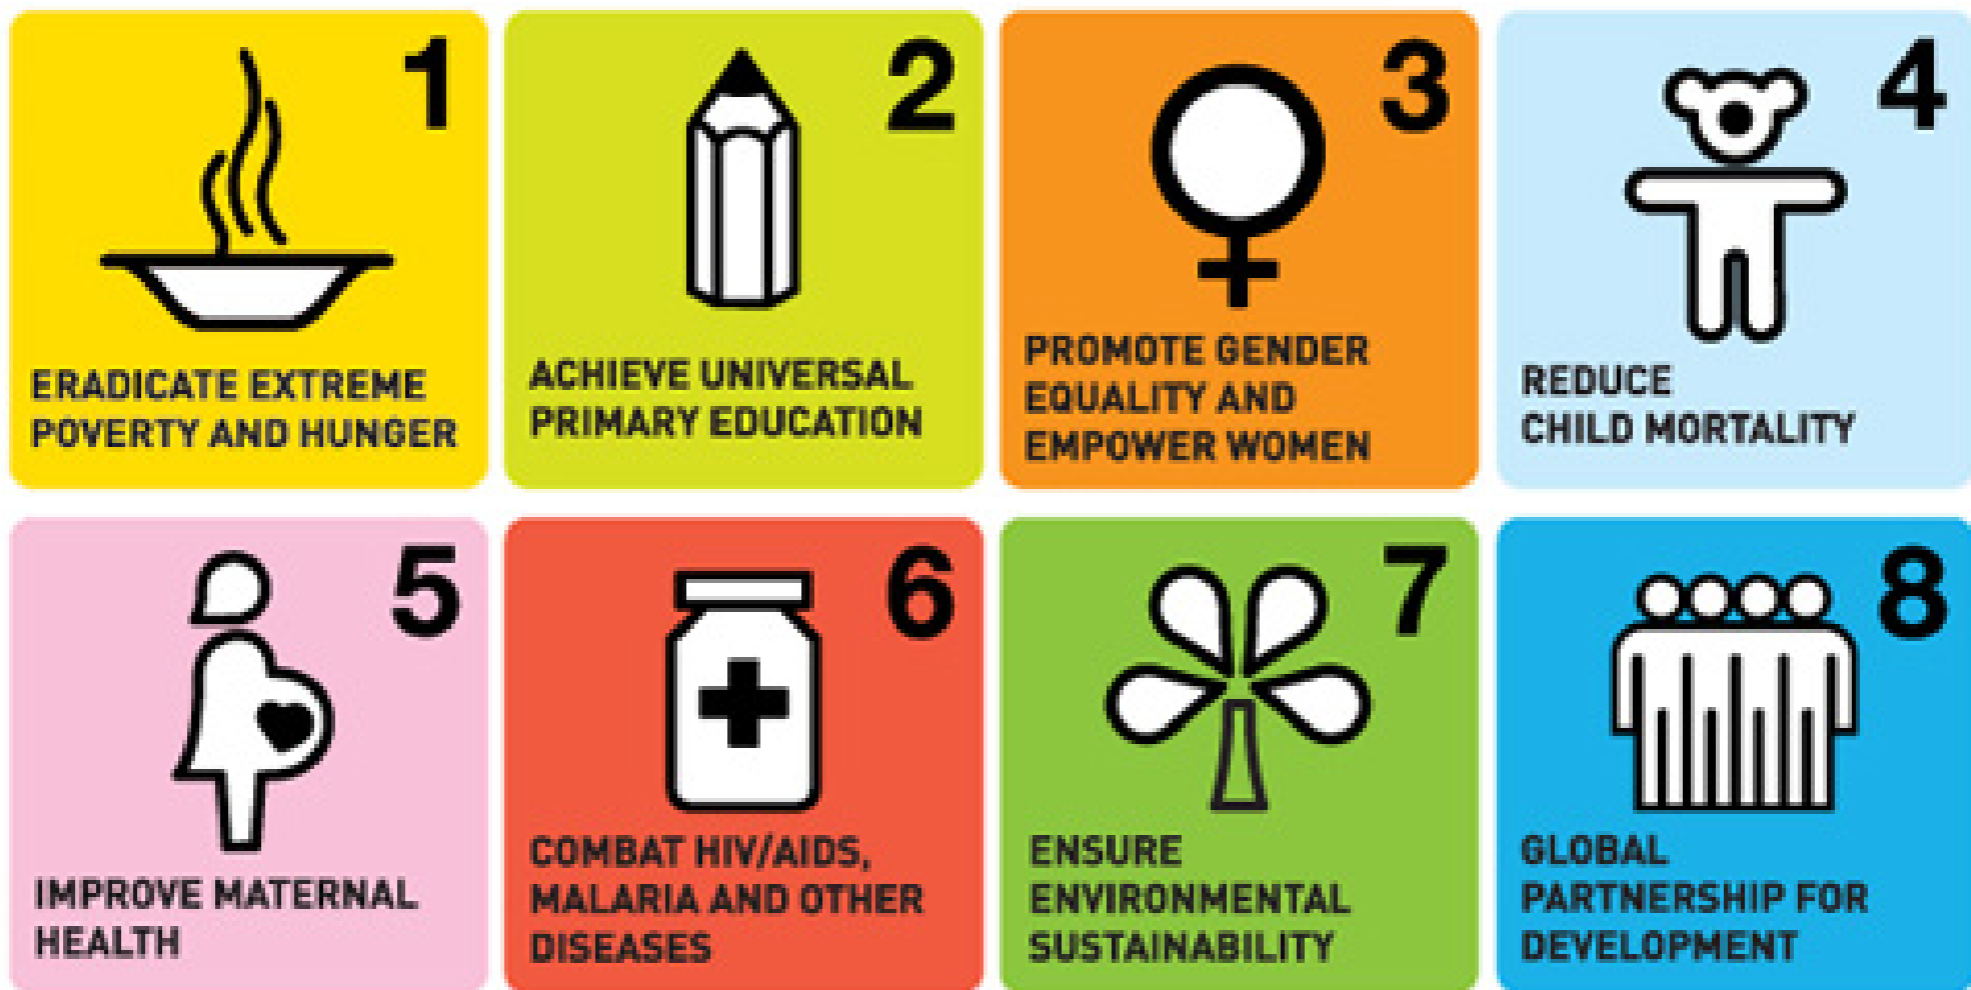 1
ERADICATE EXTREME
POVERTY AND HUNGER
2
ACHIEVE UNIVERSAL
PRIMARY EDUCATION
3
PROMOTE GENDER
EQUALITY AND
EMPOWER WOMEN
4
REDUCE
CHILD MORTALITY
5
IMPROVE MATERNAL
HEALTH
6
COMBAT HIV/AIDS,
MALARIA AND OTHER
DISEASES
7
ENSURE
ENVIRONMENTAL
SUSTAINABILITY
8
GLOBAL
PARTNERSHIP FOR
DEVELOPMENT